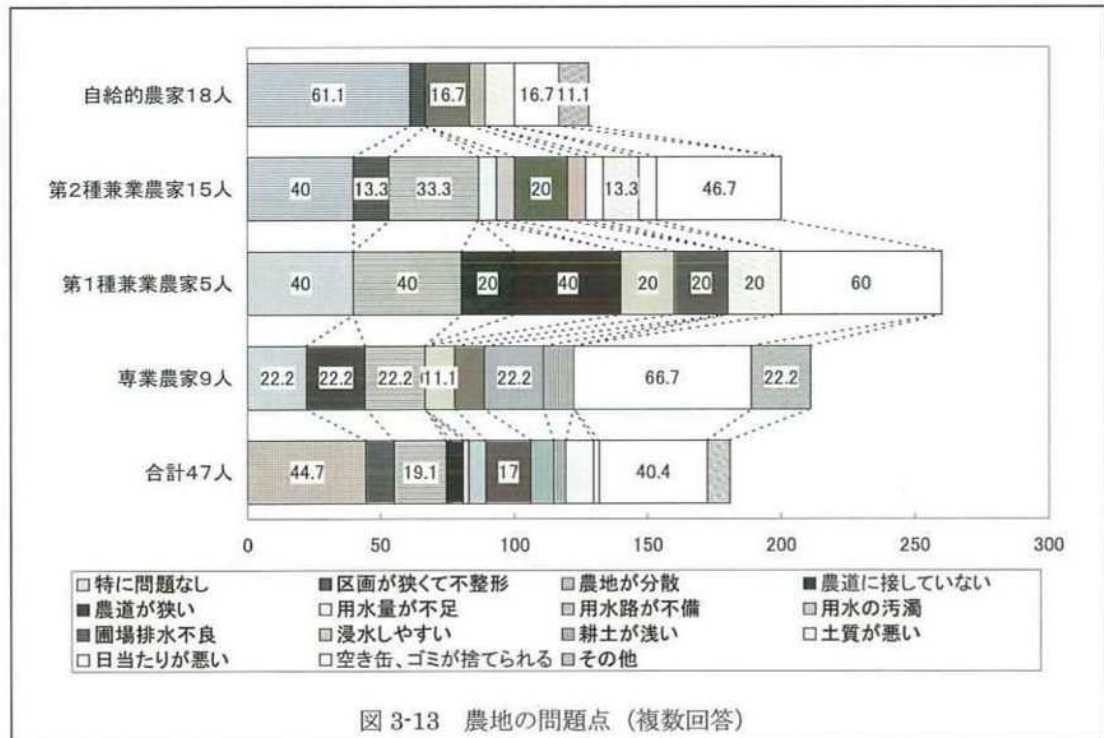 自給的農家18人
61.1
16.7
16.7
11.1
第2種兼業農家15人
40
13.3
33.3
20
13.3
46.7
第1種兼業農家5人
40
40
20
40
20
20
20
60
専業農家9人
22.2
22.2
22.2
11.1
22.2
66.7
22.2
合計47人
44.7
19.1
17
40.4
0 50 100 150 200 250 300
特に問題なし 区画が狭くて不整形 農地が分散 農道に接していない
農道が狭い 用水量が不足 用水路が不備 用水の汚濁
圃場排水不良 浸水しやすい 耕土が浅い 土質が悪い
日当たりが悪い 空き缶、ゴミが捨てられる その他
図 3-13 農地の問題点（複数回答）